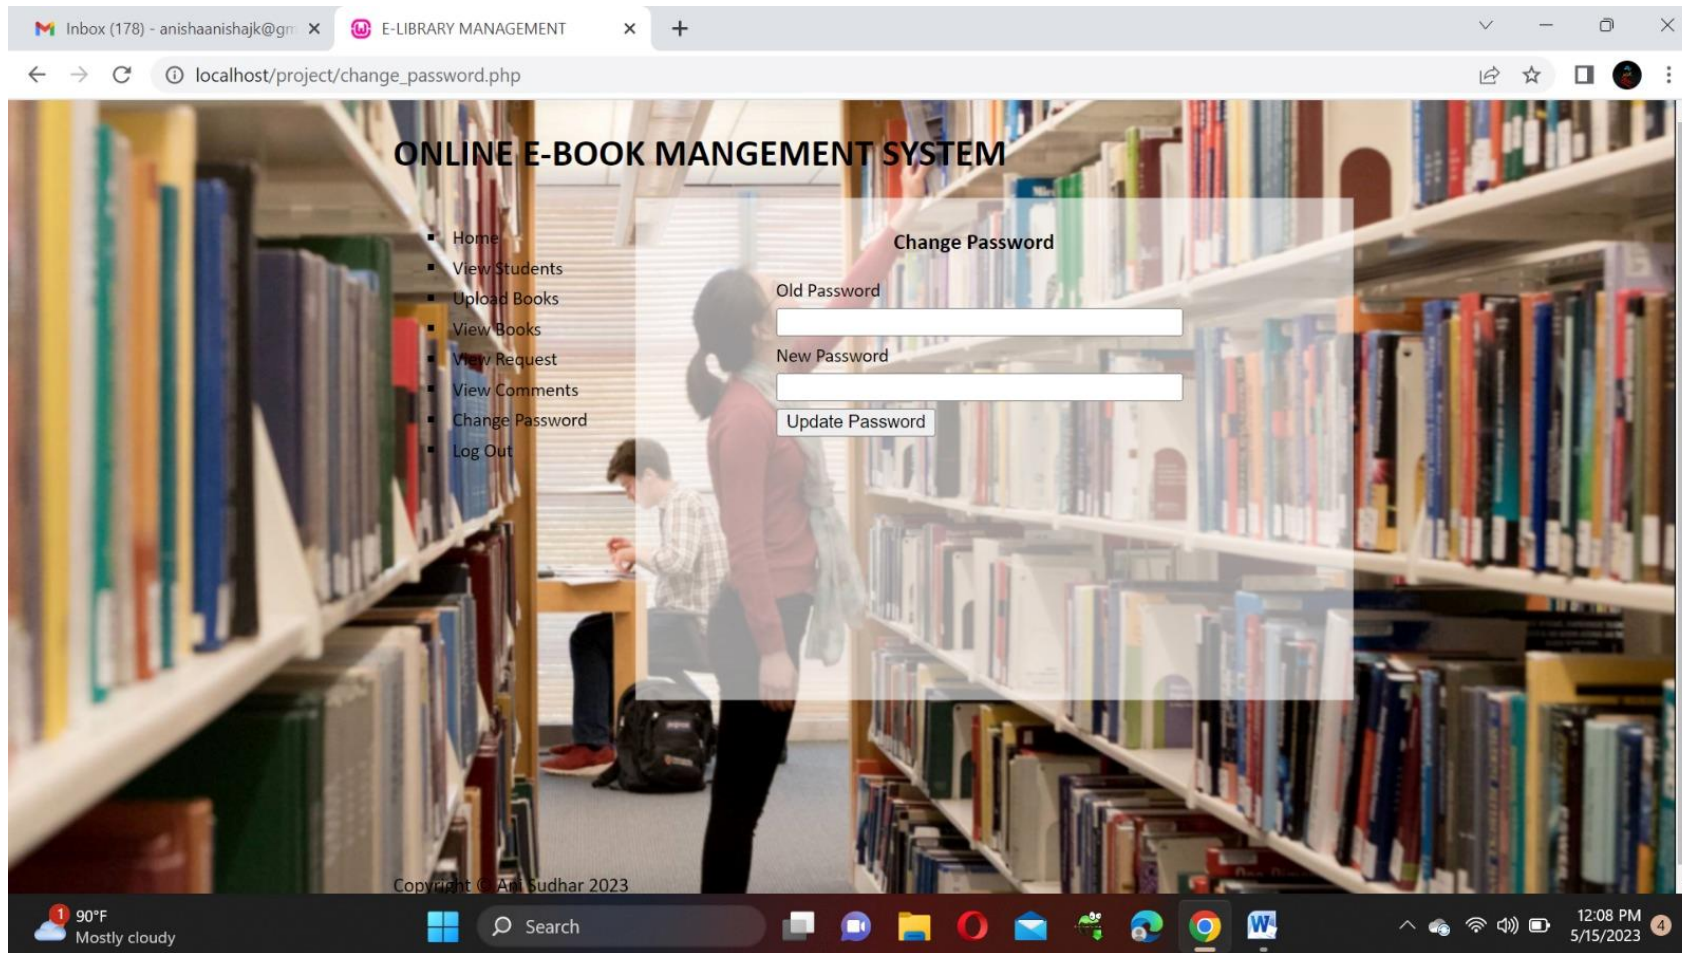 Inbox (178) - anishaanishajk@gm
E-LIBRARY MANAGEMENT
localhost/project/change_password.php
ONLINE E-BOOK MANGEMENT SYSTEM
Home
View Students
Upload Books
View Books
View Request
View Comments
Change Password
Log Out
Change Password
Old Password
New Password
Update Password
Copyright © Ani Sudhar 2023
1
90°F
Mostly cloudy
Search
W
12:08 PM
5/15/2023
4